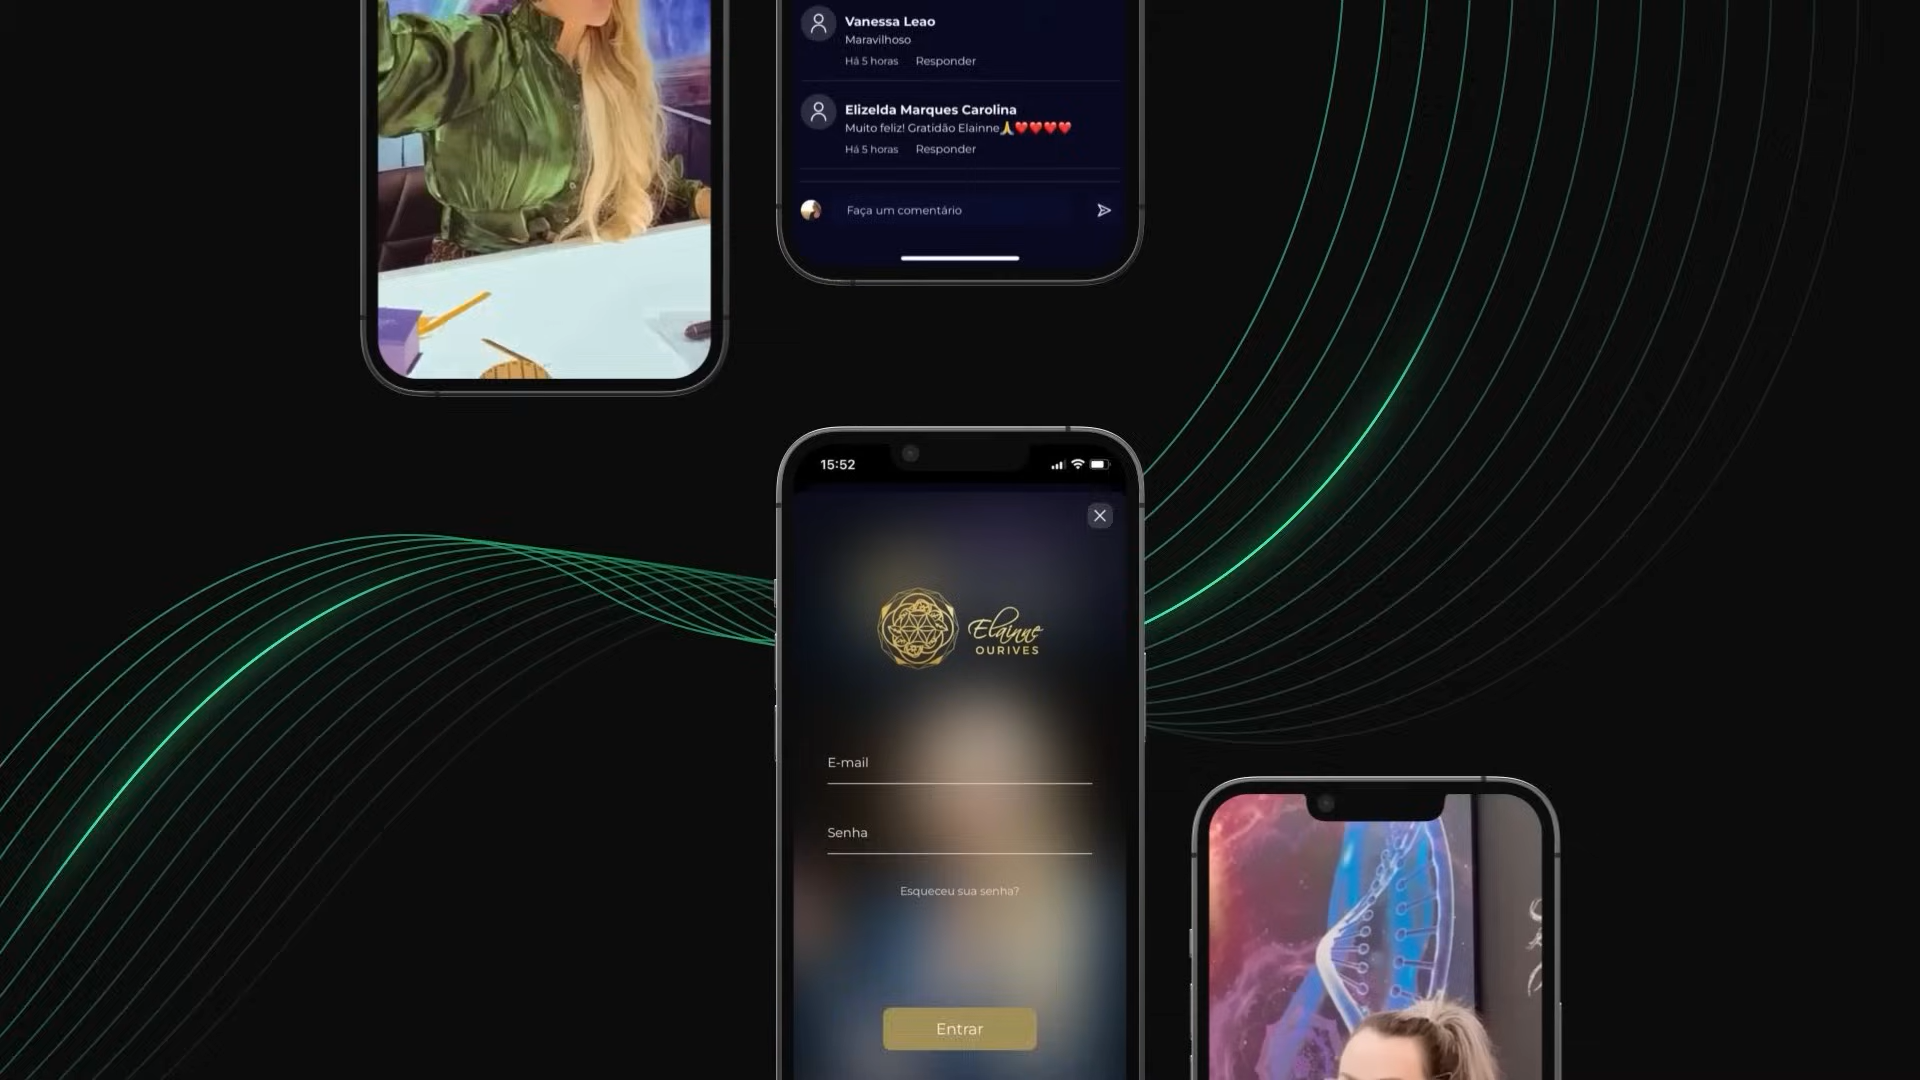 Vanessa Leao
Maravilhoso
Há 5 horas Responder
Elizelda Marques Carolina
Muito feliz! Gratidão Elainne🙏❤️❤️❤️❤️
Há 5 horas Responder
Faça um comentário
15:52
Elainne
OURIVES
E-mail
Senha
Esqueceu sua senha?
Entrar